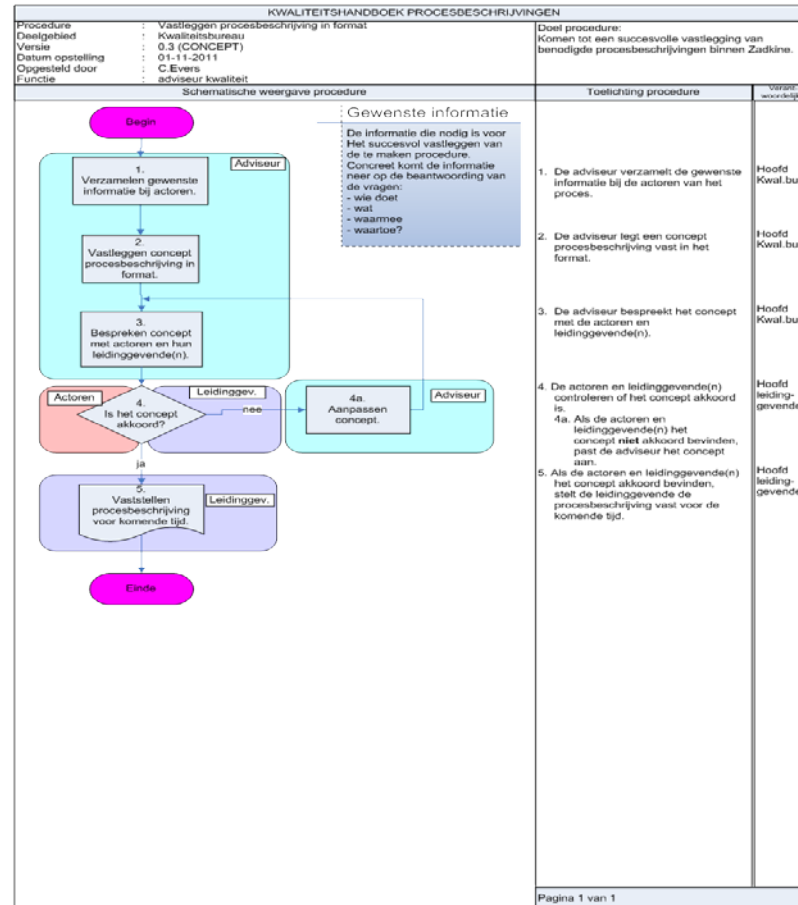 KWALITEITSHANDBOEK PROCESBESCHRIJVINGEN
Procedure : Vastleggen procesbeschrijving in format
Deelgebied : Kwaliteitsbureau
Versie : 0.3 (CONCEPT)
Datum opstelling : 01-11-2011
Opgesteld door : C.Evers
Functie : adviseur kwaliteit
Doel procedure:
Komen tot een succesvolle vastlegging van
benodigde procesbeschrijvingen binnen Zadkine.
Schematische weergave procedure
Toelichting procedure
Verant-
Begin
Gewenste informatie
De informatie die nodig is voor
Het succesvol vastleggen van
de te maken procedure.
Concreet komt de informatie
neer op de beantwoording van
de vragen:
- wie doet
- wat
- waarmee
- waartoe?
Adviseur
1.
Verzamelen gewenste
informatie bij actoren.
2.
Vastleggen concept
procesbeschrijving in
format.
3.
Bespreken concept
met actoren en hun
leidinggevende(n).
Actoren
Leidinggev.
4.
Is het concept
akkoord?
nee
4a.
Aanpassen
concept.
Adviseur
ja
5.
Vaststellen
procesbeschrijving
voor komende tijd.
Leidinggev.
Einde
1. De adviseur verzamelt de gewenste
informatie bij de actoren van het
proces.
Hoofd
2. De adviseur legt een concept
procesbeschrijving vast in het
format.
Hoofd
3. De adviseur bespreekt het concept
met de actoren en
leidinggevende(n).
Hoofd
4. De actoren en leidinggevende(n)
controleren of het concept akkoord
is.
4a. Als de actoren en
leidinggevende(n) het
concept niet akkoord bevinden,
past de adviseur het concept
aan.
Hoofd
leiding-
5. Als de actoren en leidinggevende(n)
het concept akkoord bevinden,
stelt de leidinggevende de
procesbeschrijving vast voor de
komende tijd.
Hoofd
leiding-
Pagina 1 van 1